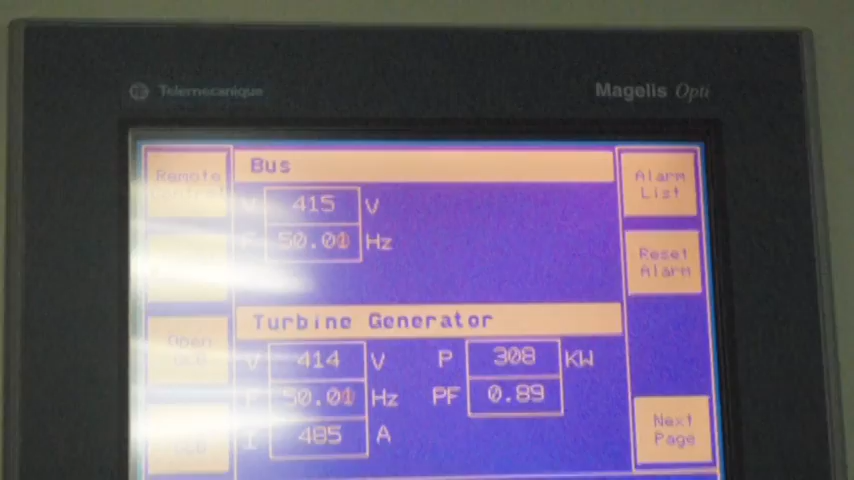 Telemecanique
Magelis Opti
Remote
Bus
Alarm
List
V 415 V
F 50.01 Hz
Reset
Alarm
Turbine Generator
Open
V 414 V P 308 KW
50.01 Hz PF 0.89
I 485 A
Next
Page